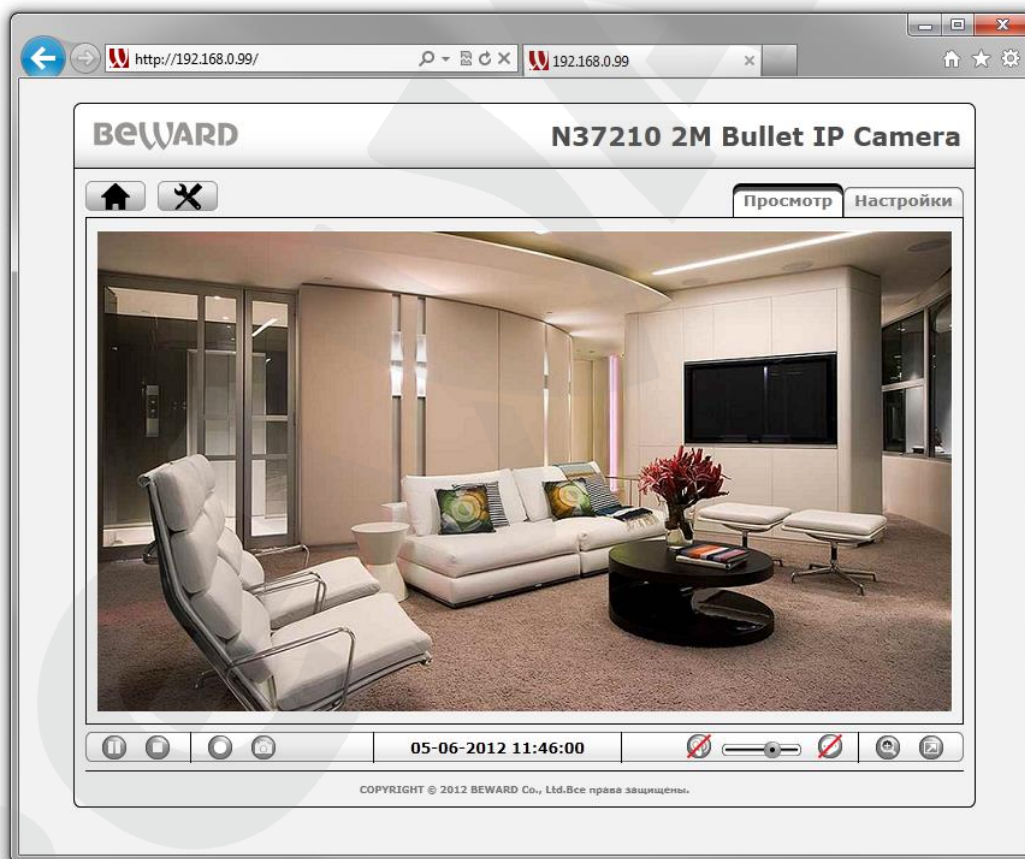 http://192.168.0.99/
192.168.0.99
BEWARD
N37210 2M Bullet IP Camera
Просмотр
Настройки
05-06-2012 11:46:00
COPYRIGHT © 2012 BEWARD Co., Ltd.Все права защищены.